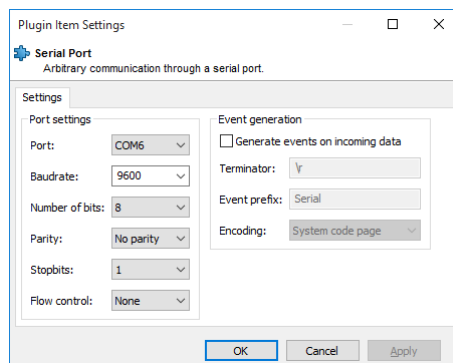 Plugin Item Settings
Serial Port
Arbitrary communication through a serial port.
Settings
Port settings
Port: COM6
Baudrate: 9600
Number of bits: 8
Parity: No parity
Stopbits: 1
Flow control: None
Event generation
Generate events on incoming data
Terminator: \r
Event prefix: Serial
Encoding: System code page
OK Cancel Apply